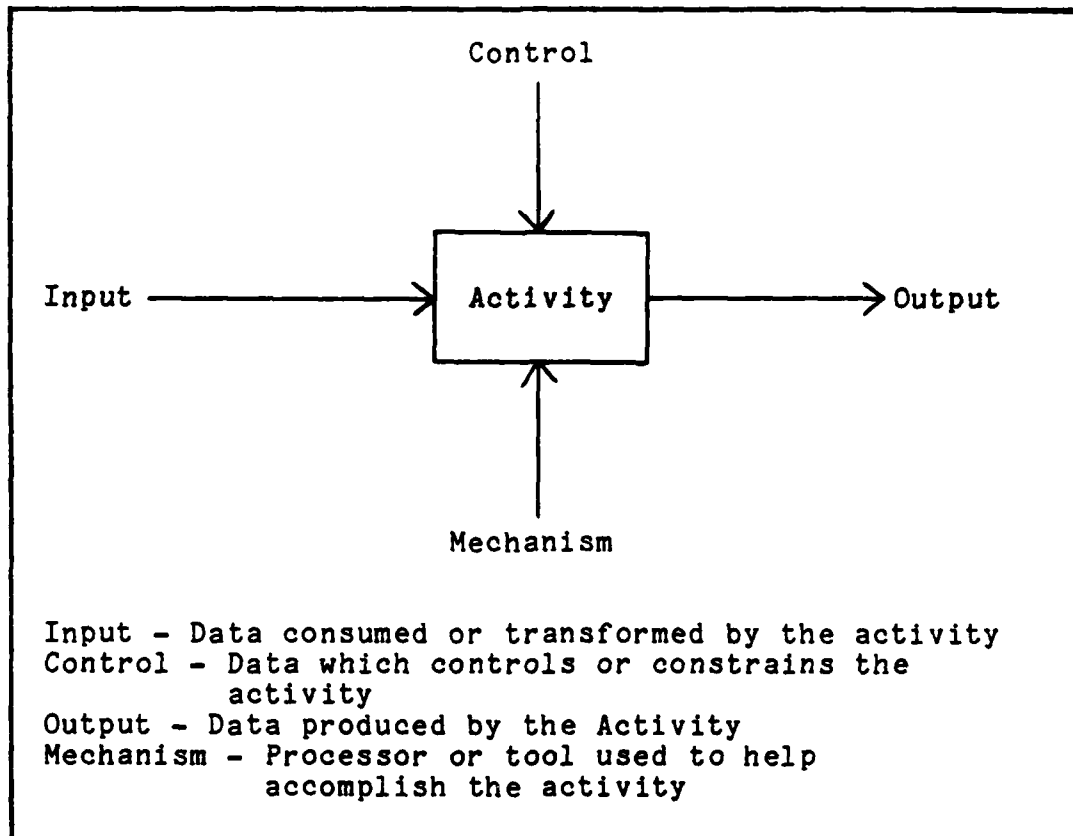 Control
Input
Activity
Output
Mechanism
Input - Data consumed or transformed by the activity
Control - Data which controls or constrains the
activity
Output - Data produced by the Activity
Mechanism - Processor or tool used to help
accomplish the activity